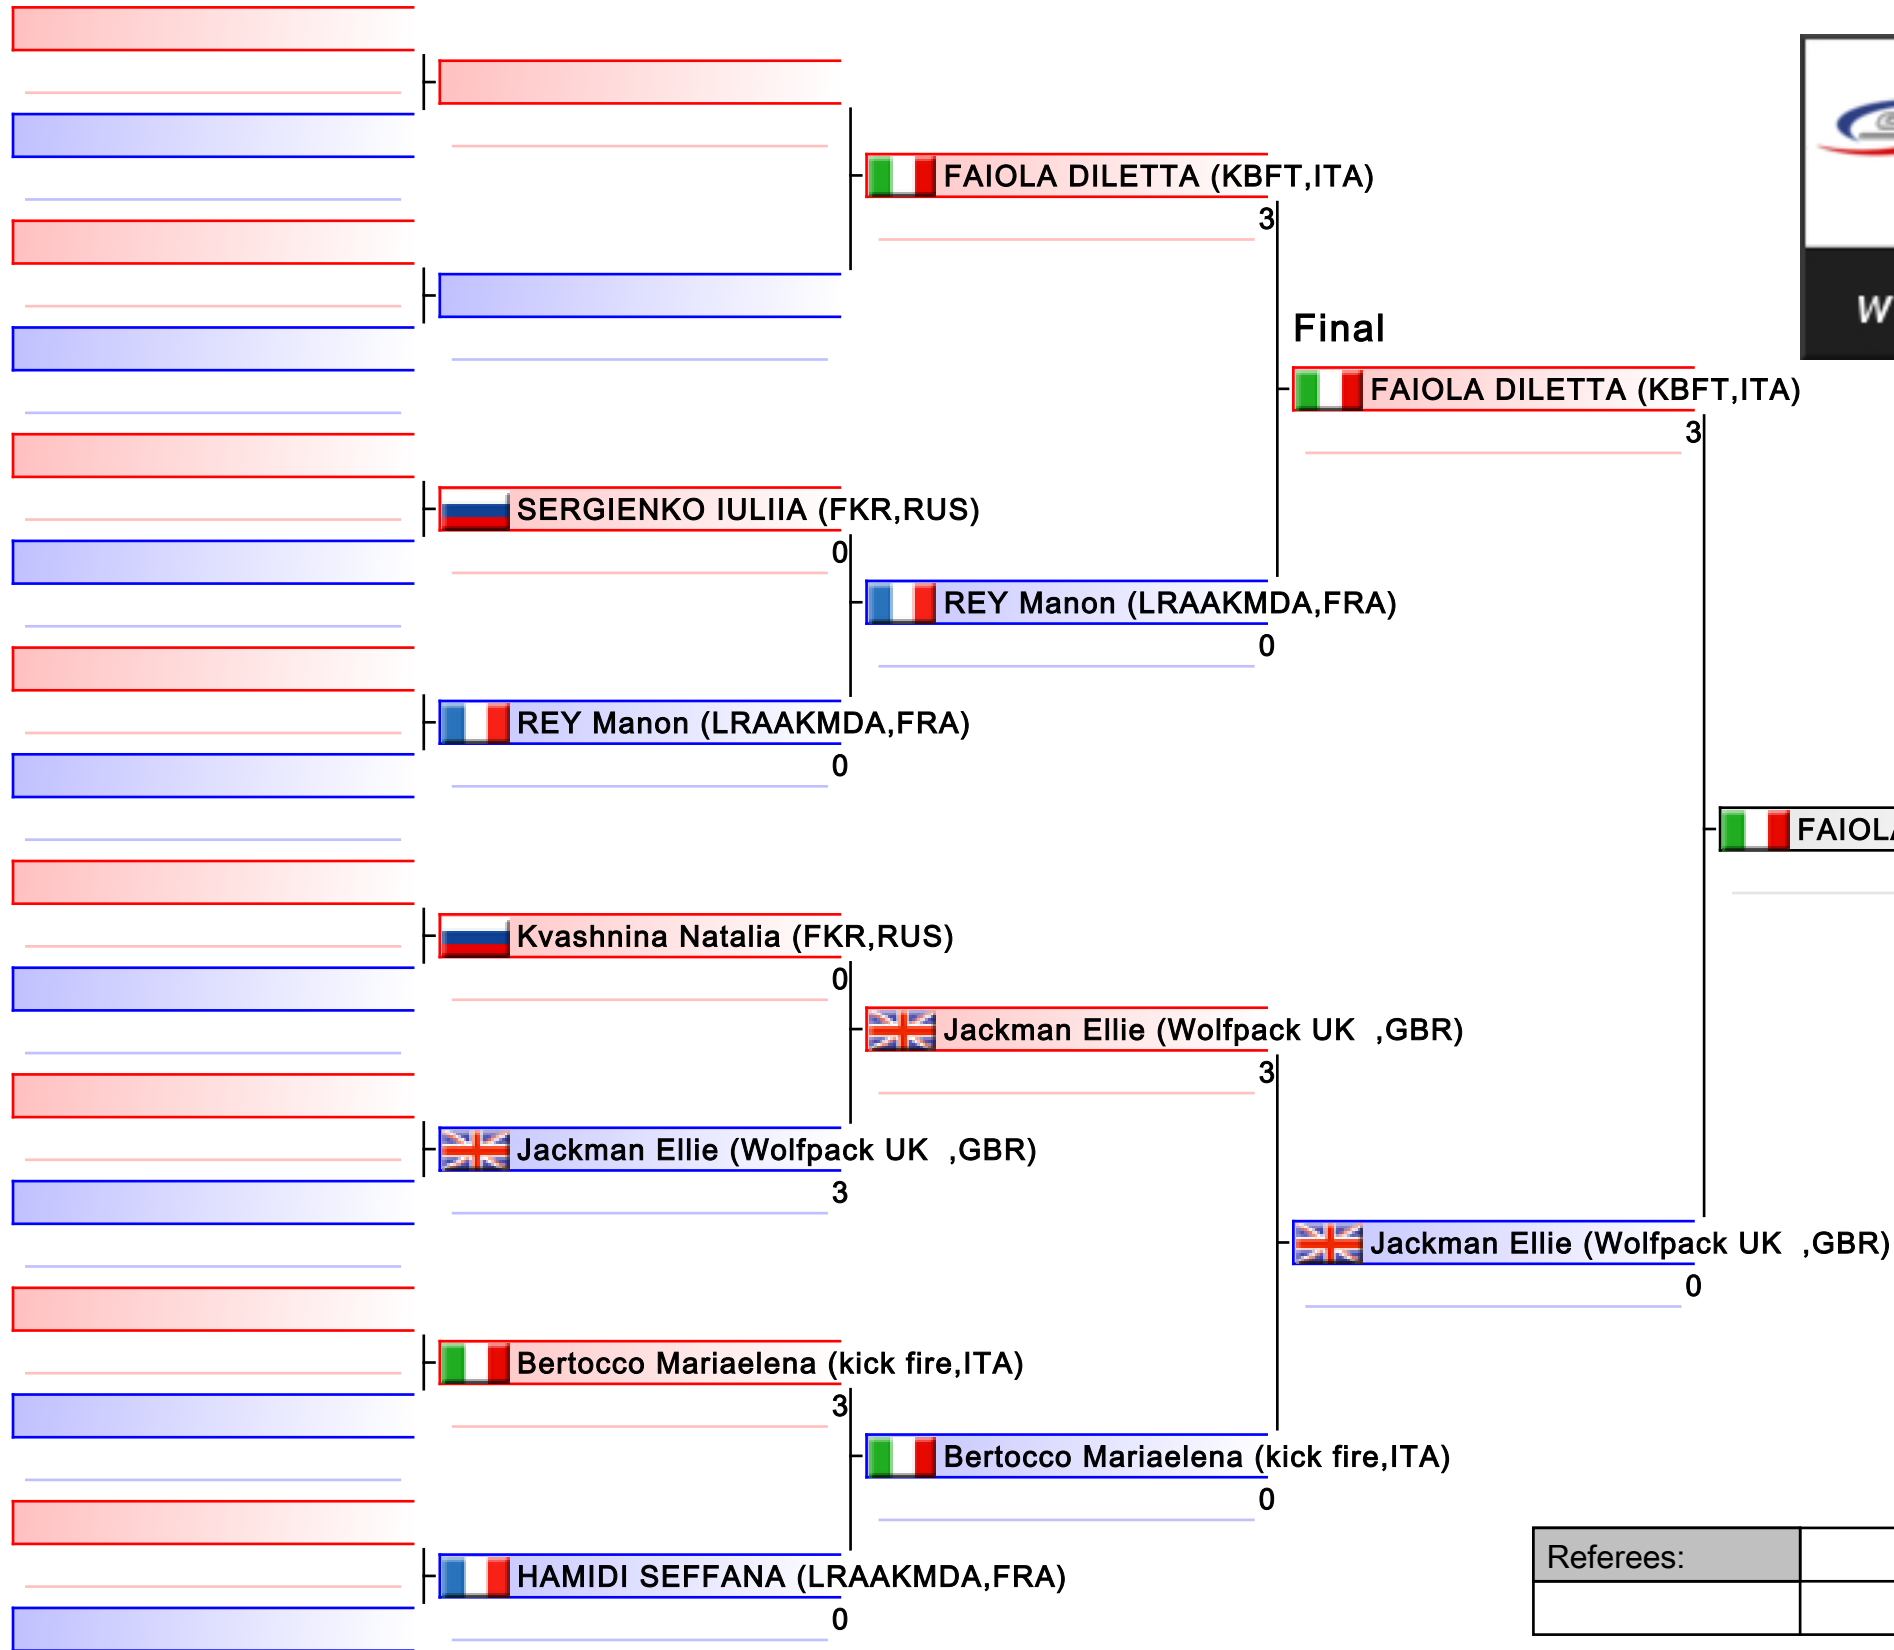 FAIOLA DILETTA (KBFT,ITA)
3
Final
FAIOLA DILETTA (KBFT,ITA)
3
SERGIENKO IULIIA (FKR,RUS)
0
REY Manon (LRAAKMDA,FRA)
0
REY Manon (LRAAKMDA,FRA)
0
FAIOLA
Kvashnina Natalia (FKR,RUS)
0
Jackman Ellie (Wolfpack UK  ,GBR)
3
Jackman Ellie (Wolfpack UK  ,GBR)
3
Jackman Ellie (Wolfpack UK  ,GBR)
0
Bertocco Mariaelena (kick fire,ITA)
3
Bertocco Mariaelena (kick fire,ITA)
0
Referees:
HAMIDI SEFFANA (LRAAKMDA,FRA)
0